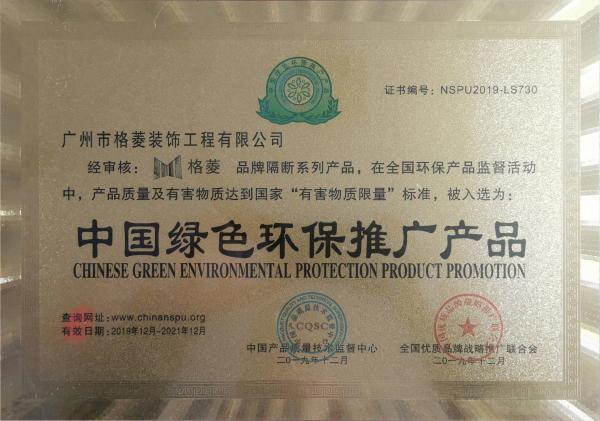 证书编号：NSPU2019-LS730
广州市格菱装饰工程有限公司
经审核： 格菱 品牌隔断系列产品，在全国环保产品监督活动
中，产品质量及有害物质达到国家“有害物质限量”标准，被入选为：
中国绿色环保推广产品
CHINESE GREEN ENVIRONMENTAL PROTECTION PRODUCT PROMOTION
查询网址：www.chinanspu.org
有效日期：2019年12月-2021年12月
CQSC
中国产品质量技术监督中心
二〇一九年十二月
全国优质品牌战略推广联合会
二〇一九年十二月